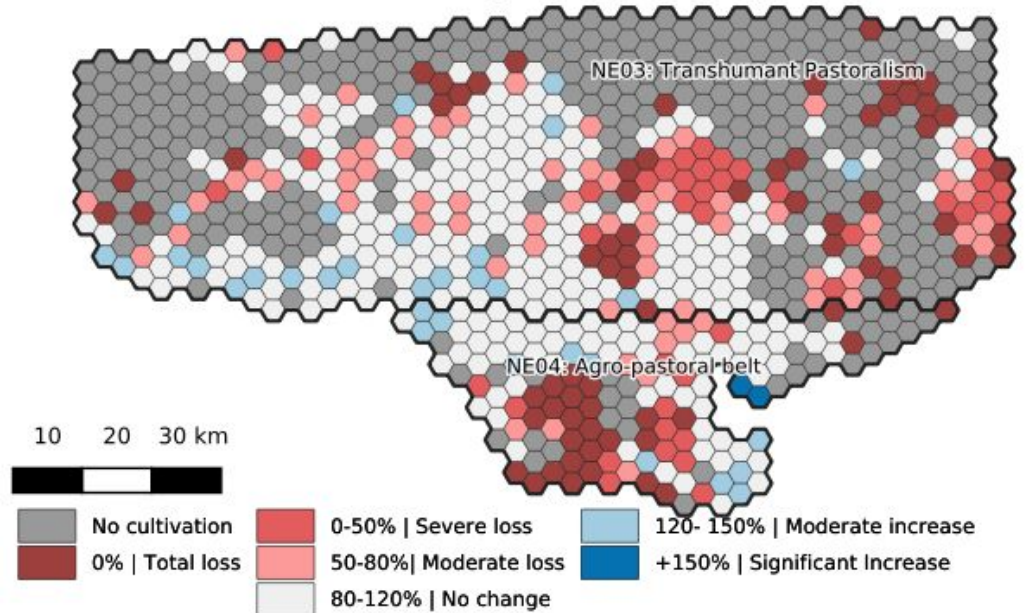 NE03: Transhumant Pastoralism
NE04: Agro-pastoral belt
10 20 30 km
No cultivation
0% | Total loss
0-50% | Severe loss
50-80%| Moderate loss
80-120% | No change
120- 150% | Moderate increase
+150% | Significant Increase